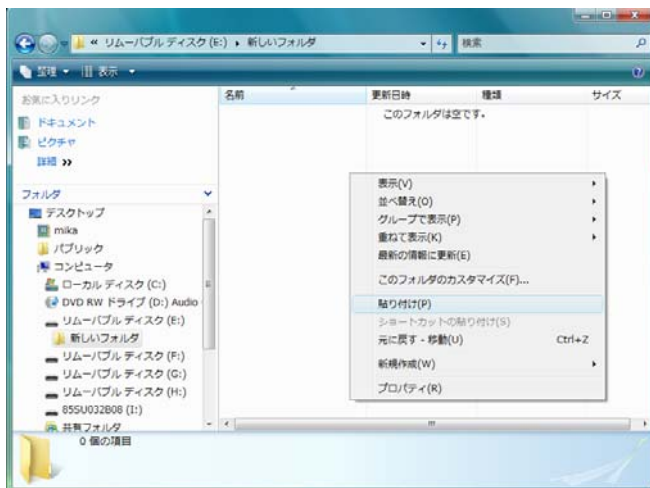 « リムーバブル ディスク (E:) ▸ 新しいフォルダ
検索
整理
表示
お気に入りリンク
ドキュメント
ピクチャ
詳細 »
フォルダ
デスクトップ
mika
パブリック
コンピュータ
ローカル ディスク (C:)
DVD RW ドライブ (D:) Audio
リムーバブル ディスク (E:)
新しいフォルダ
リムーバブル ディスク (F:)
リムーバブル ディスク (G:)
リムーバブル ディスク (H:)
85SU032B08 (I:)
共有フォルダ
名前 更新日時 種類 サイズ
このフォルダは空です。
表示(V)
並べ替え(O)
グループで表示(P)
重ねて表示(K)
最新の情報に更新(E)
このフォルダのカスタマイズ(F)...
貼り付け(P)
ショートカットの貼り付け(S)
元に戻す - 移動(U) Ctrl+Z
新規作成(W)
プロパティ(R)
0 個の項目